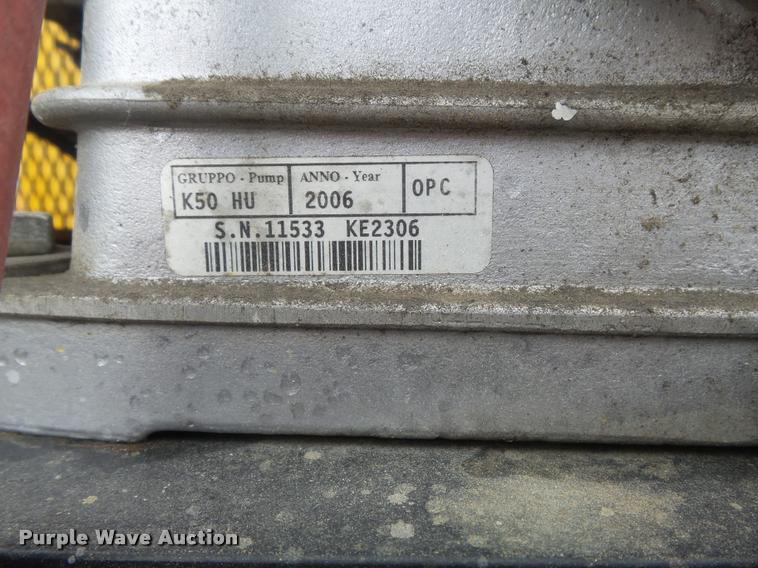 GRUPPO - Pump ANNO - Year OPC
K50 HU 2006
S.N.11533 KE2306
Purple Wave Auction